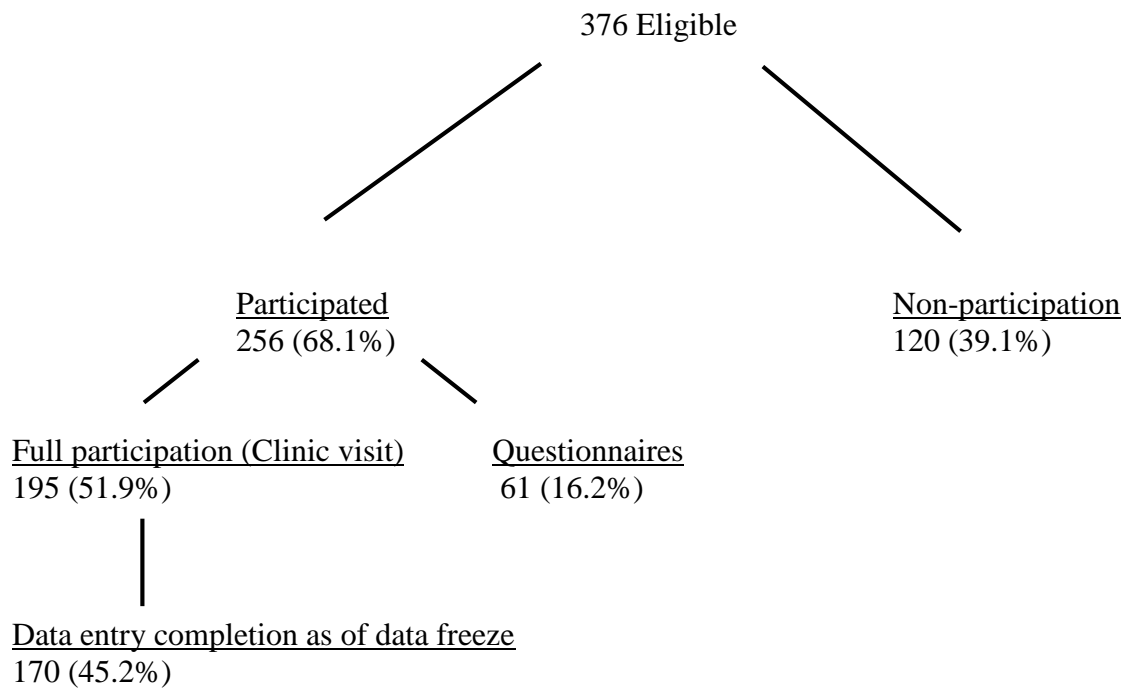 376 Eligible
Participated
256 (68.1%)
Non-participation
120 (39.1%)
Full participation (Clinic visit)
195 (51.9%)
Questionnaires
61 (16.2%)
Data entry completion as of data freeze
170 (45.2%)